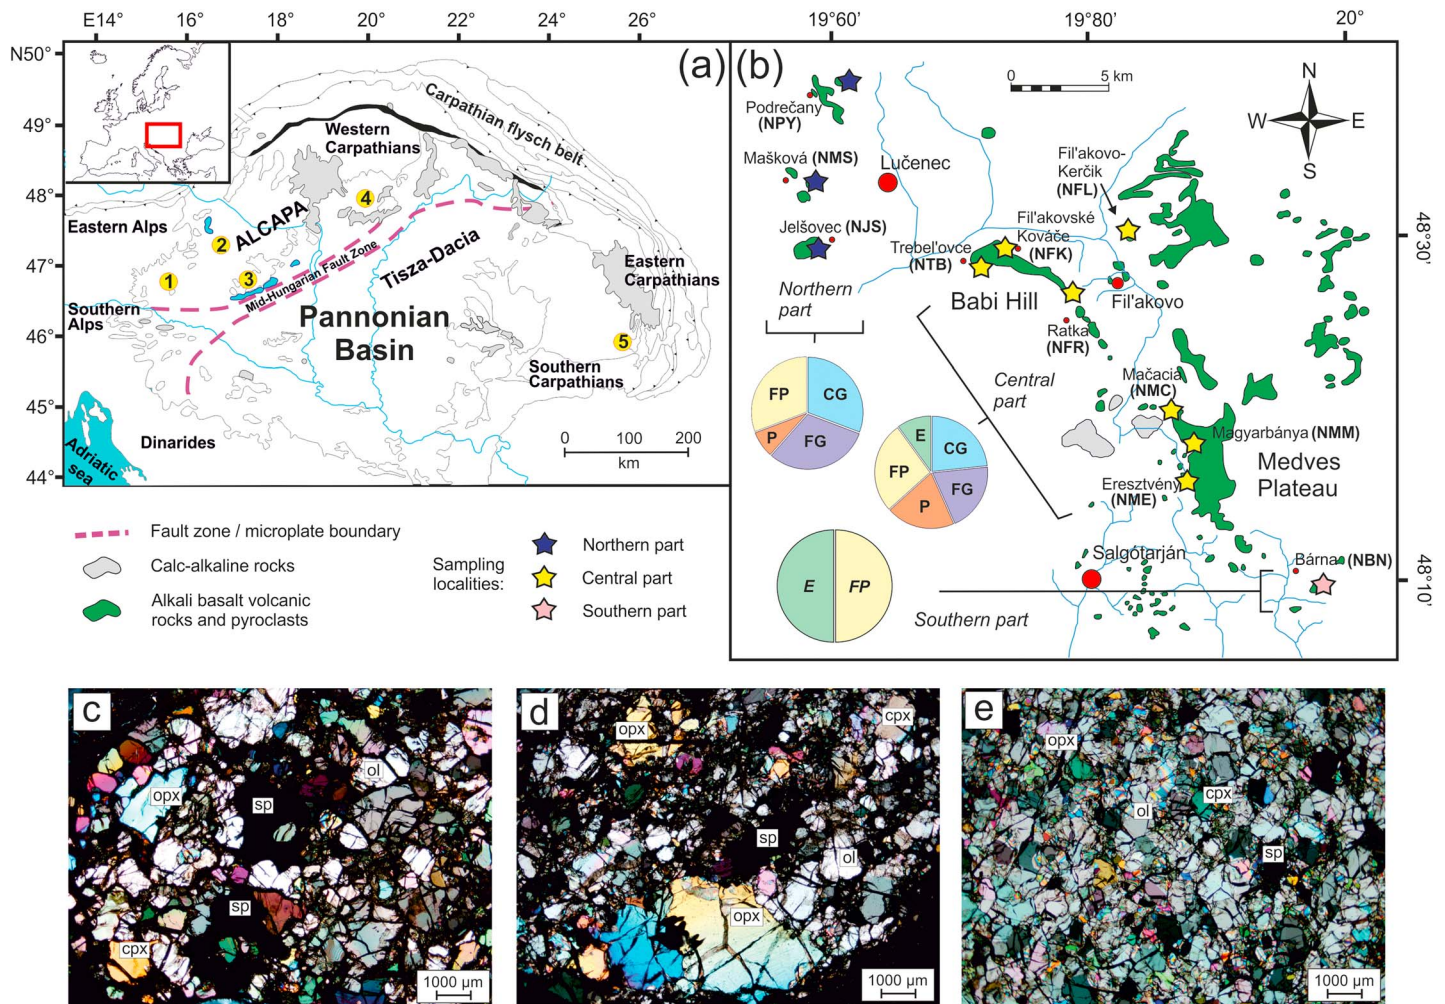 E14° 16° 18° 20° 22° 24° 26°
N50°
49°
48°
47°
46°
45°
44°
(a)
Carpathian flysch belt
Western
Carpathians
4
Eastern Alps
2
ALCAPA
1
3
Mid-Hungarian Fault Zone
Tisza-Dacia
Eastern
Carpathians
Southern
Alps
Pannonian
Basin
5
Southern
Carpathians
Dinarides
Adriatic
sea
0 100 200
km
Fault zone / microplate boundary
Calc-alkaline rocks
Alkali basalt volcanic
rocks and pyroclasts
Sampling
localities:
Northern part
Central part
Southern part
19°60' 19°80' 20°
48°30'
48°10'
(b)
0 5 km
N
W E
S
Podrečany
(NPY)
Mašková (NMS)
Lučenec
Jelšovec (NJS)
Fil'akovo-
Kerčik
(NFL)
Fil'akovské
Kováče
(NFK)
Trebel'ovce
(NTB)
Babi Hill
Fil'akovo
Ratka
(NFR)
Northern
part
Central
part
Mačacia
(NMC)
Magyarbánya (NMM)
Medves
Plateau
Eresztvény
(NME)
Salgótarján
Bárna (NBN)
Southern part
FP CG
P FG
E CG
FP FG
P
E FP
c
opx
ol
sp
sp
cpx
1000 µm
d
opx
cpx
sp
ol
opx
1000 µm
e
opx
cpx
ol
sp
1000 µm